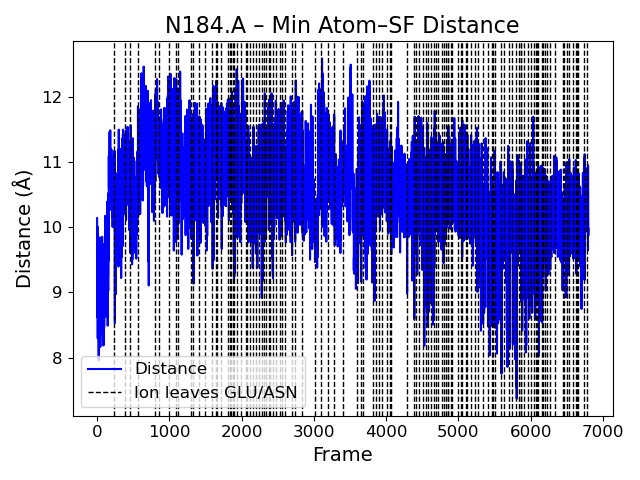 N184.A – Min Atom–SF Distance
Distance (Å)
12
11
10
9
8
Distance
Ion leaves GLU/ASN
0 1000 2000 3000 4000 5000 6000 7000
Frame